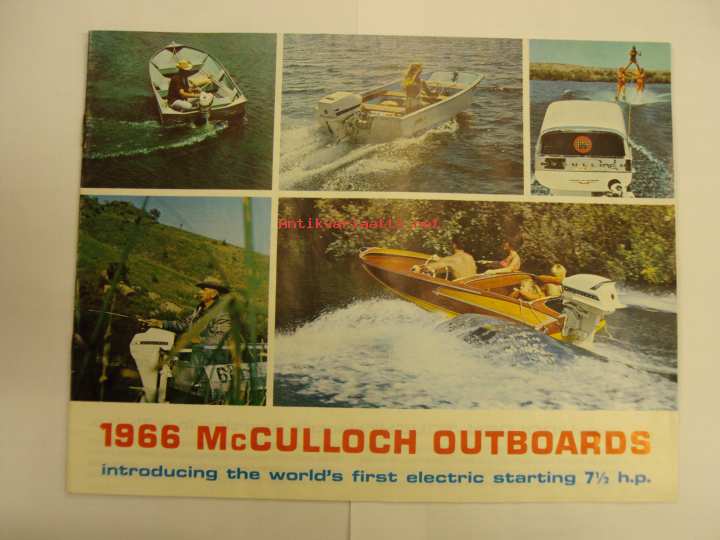 Antikvariaatti.net
1966 McCULLOCH OUTBOARDS
introducing the world's first electric starting 7½ h.p.